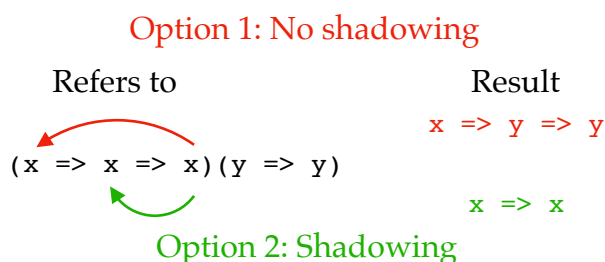 Option 1: No shadowing
Refers to
Result
x => y => y
(x => x => x)(y => y)
x => x
Option 2: Shadowing